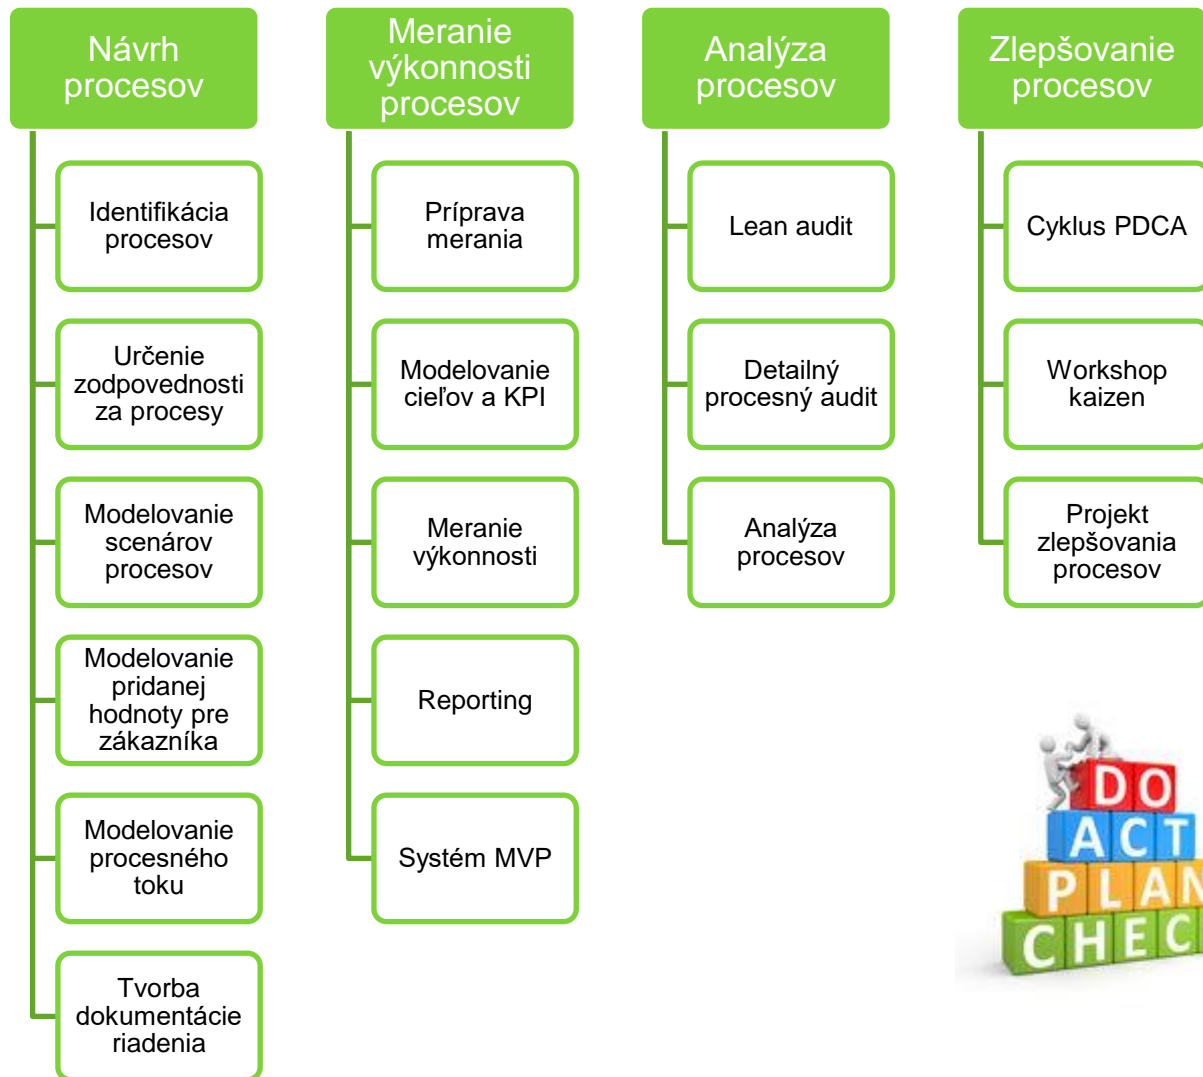 Návrh
procesov
Identifikácia
procesov
Určenie
zodpovednosti
za procesy
Modelovanie
scenárov
procesov
Modelovanie
pridanej
hodnoty pre
zákazníka
Modelovanie
procesného
toku
Tvorba
dokumentácie
riadenia
Meranie
výkonnosti
procesov
Príprava
merania
Modelovanie
cieľov a KPI
Meranie
výkonnosti
Reporting
Systém MVP
Analýza
procesov
Lean audit
Detailný
procesný audit
Analýza
procesov
Zlepšovanie
procesov
Cyklus PDCA
Workshop
kaizen
Projekt
zlepšovania
procesov
DO
ACT
PLAN
CHEC